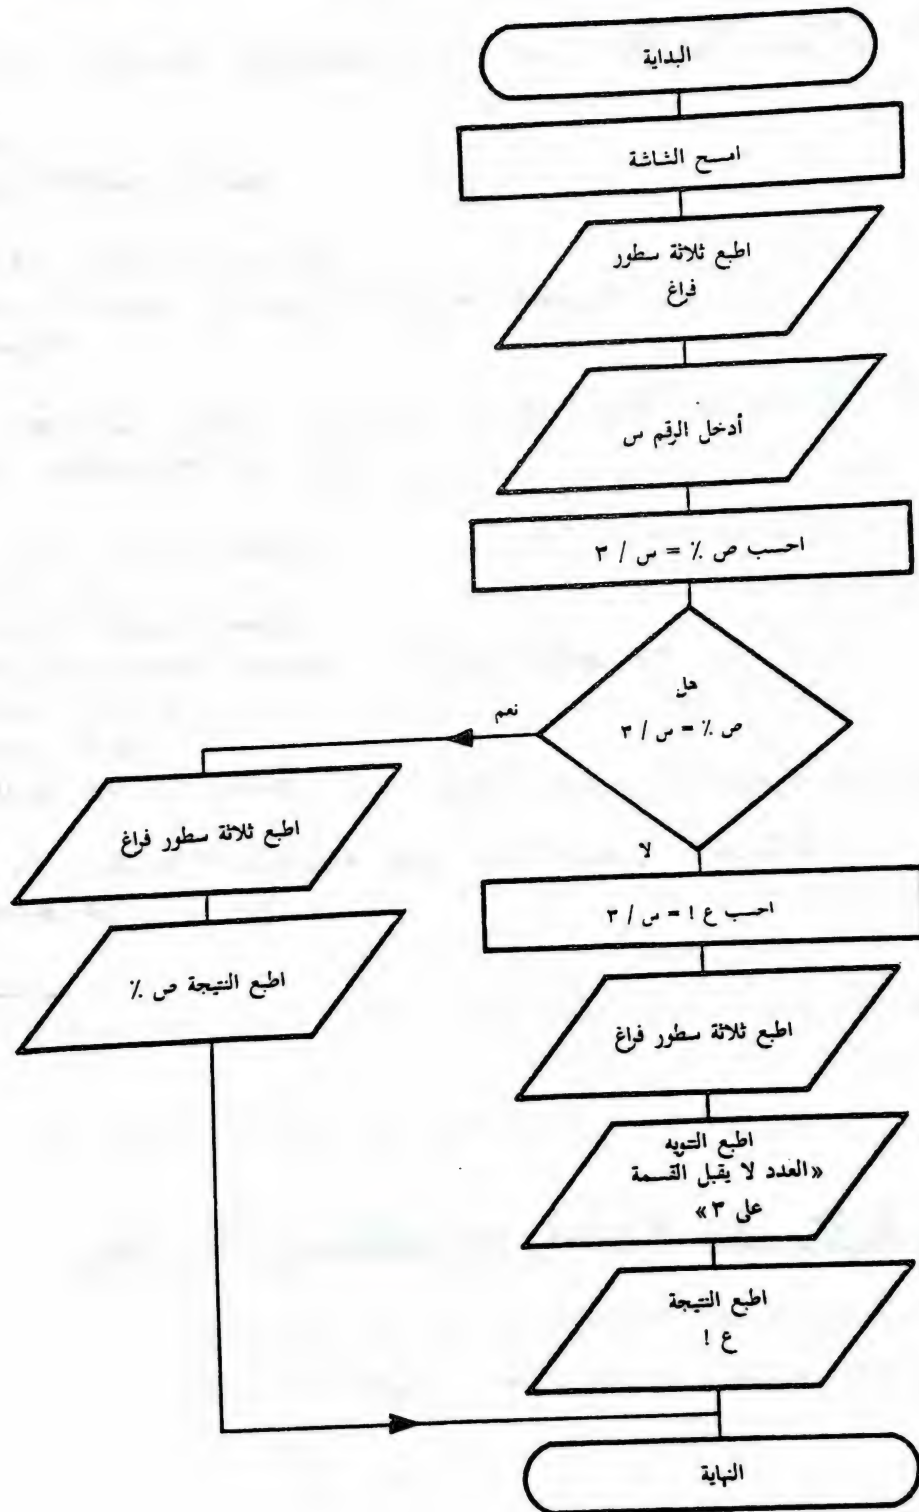 البداية
امسح الشاشة
اطبع ثلاثة سطور
فراغ
أدخل الرقم س
احسب ص ٪ = س / ٣
هل
ص ٪ = س / ٣
نعم
لا
اطبع ثلاثة سطور فراغ
اطبع النتيجة ص ٪
احسب ع ! = س / ٣
اطبع ثلاثة سطور فراغ
اطبع التنويه
«العدد لا يقبل القسمة
على ٣»
اطبع النتيجة
ع !
النهاية